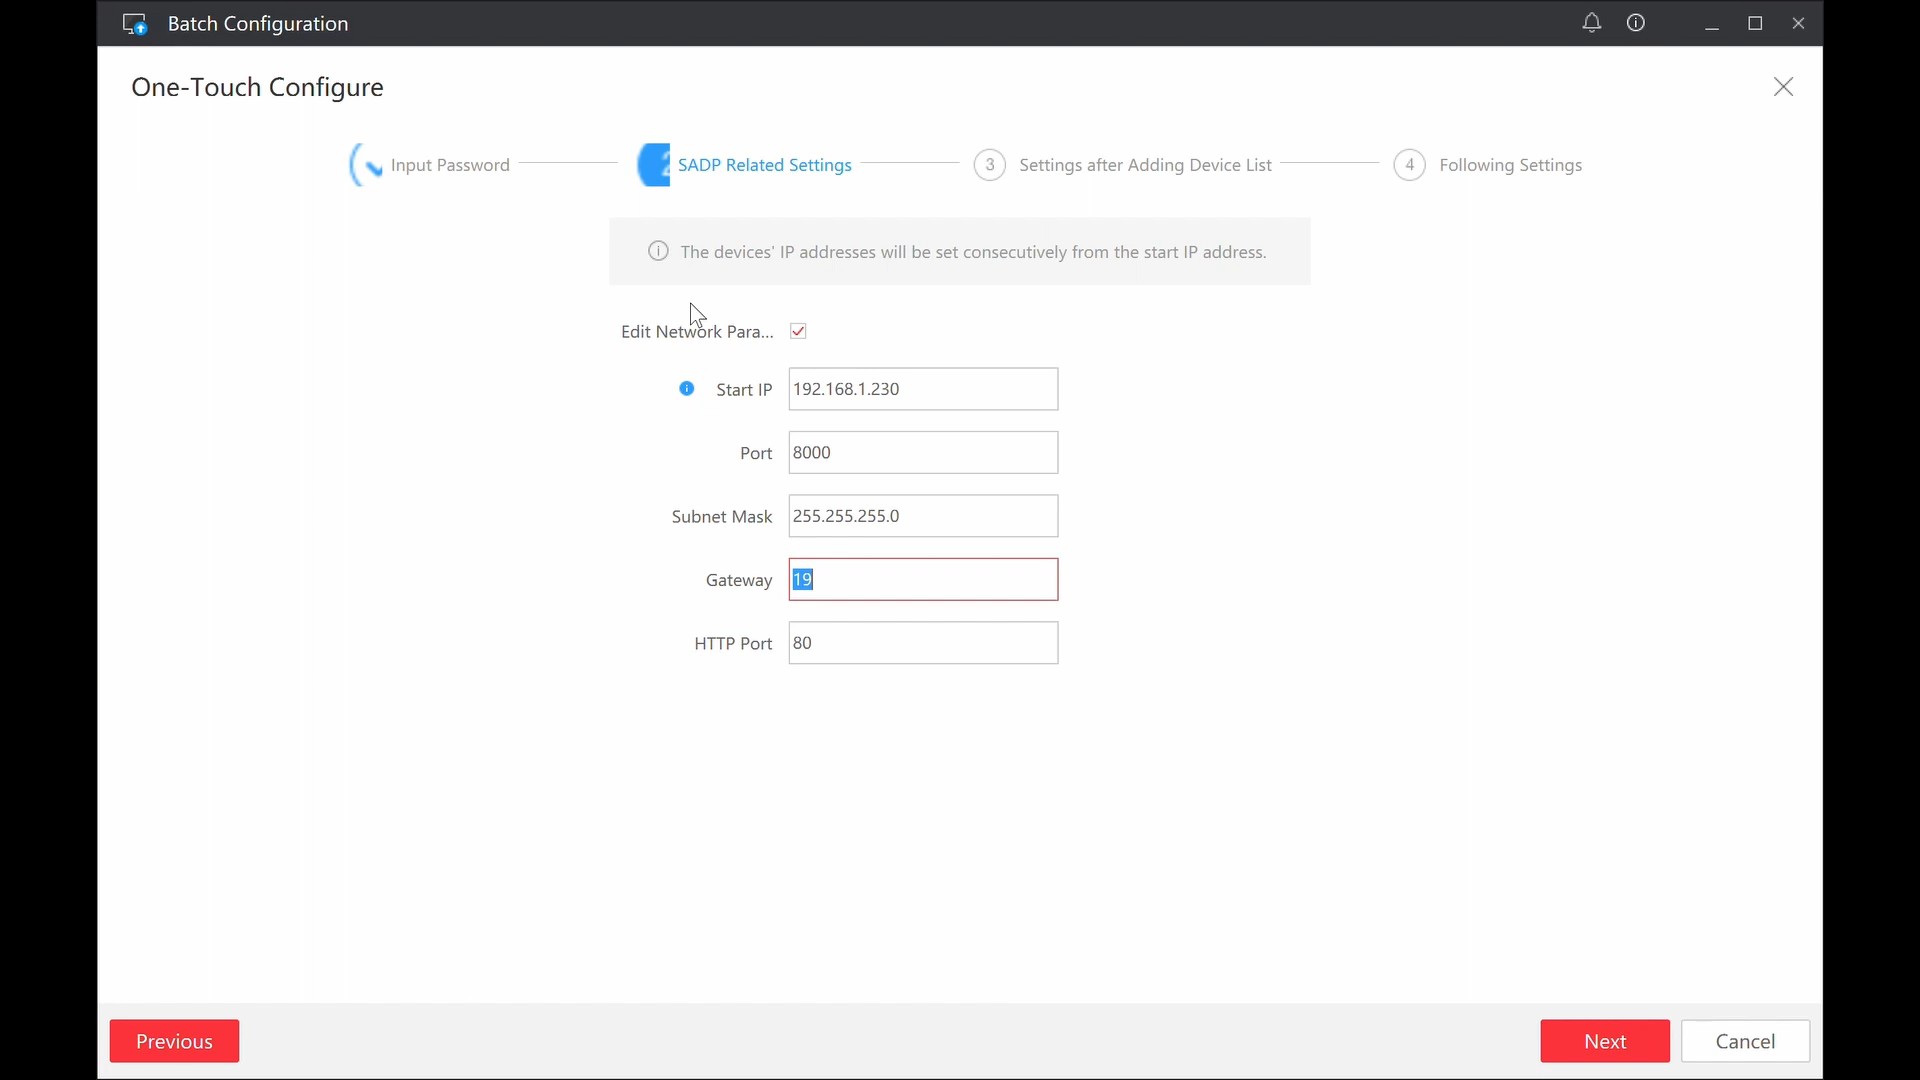 Batch Configuration
One-Touch Configure
Input Password
2 SADP Related Settings
3 Settings after Adding Device List
4 Following Settings
The devices' IP addresses will be set consecutively from the start IP address.
Edit Network Para...
Start IP 192.168.1.230
Port 8000
Subnet Mask 255.255.255.0
Gateway 19
HTTP Port 80
Previous
Next
Cancel